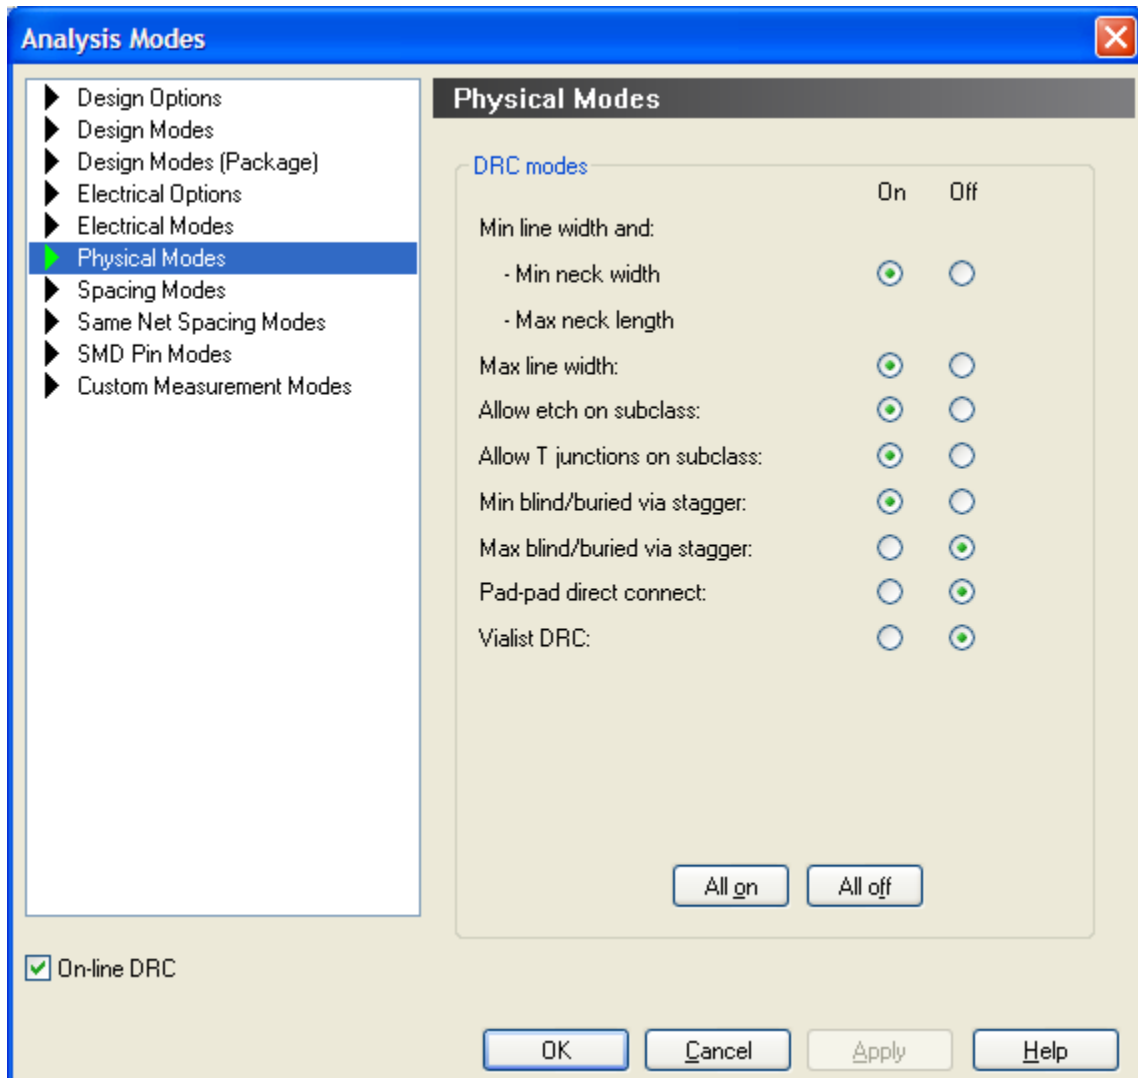 Analysis Modes
Design Options
Design Modes
Design Modes (Package)
Electrical Options
Electrical Modes
Physical Modes
Spacing Modes
Same Net Spacing Modes
SMD Pin Modes
Custom Measurement Modes
On-line DRC
Physical Modes
DRC modes
On Off
Min line width and:
- Min neck width
- Max neck length
Max line width:
Allow etch on subclass:
Allow T junctions on subclass:
Min blind/buried via stagger:
Max blind/buried via stagger:
Pad-pad direct connect:
Vialist DRC:
All on All off
OK Cancel Apply Help